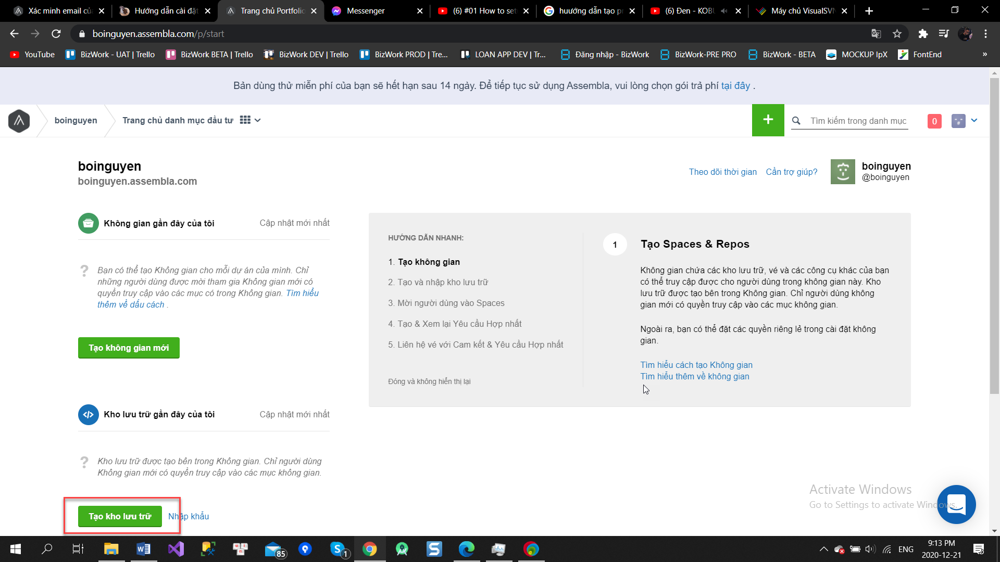 Xác minh email củ
Hướng dẫn cài đặt
Trang chủ Portfolio
Messenger
(6) #01 How to set
huướng dẫn tạo p
(6) Đen - KOBU
Máy chủ VisualSVN
boinguyen.assembla.com/p/start
YouTube
BizWork - UAT | Trello
BizWork BETA | Trello
BizWork DEV | Trello
BizWork PROD | Tre...
LOAN APP DEV | Tr...
Đăng nhập - BizWork
BizWork-PRE PRO
BizWork - BETA
MOCKUP IpX
FontEnd
»
Bản dùng thử miễn phí của bạn sẽ hết hạn sau 14 ngày. Để tiếp tục sử dụng Assembla, vui lòng chọn gói trả phí tại đây .
boinguyen
Trang chủ danh mục đầu tư
+
Tìm kiếm trong danh mục
0
boinguyen
boinguyen.assembla.com
Theo dõi thời gian
Cần trợ giúp?
boinguyen
@boinguyen
Không gian gần đây của tôi
Cập nhật mới nhất
Bạn có thể tạo Không gian cho mỗi dự án của mình. Chỉ
những người dùng được mời tham gia Không gian mới có
quyền truy cập vào các mục có trong Không gian. Tìm hiểu
thêm về dấu cách .
Tạo không gian mới
HƯỚNG DẪN NHANH:
1. Tạo không gian
2. Tạo và nhập kho lưu trữ
3. Mời người dùng vào Spaces
4. Tạo & Xem lại Yêu cầu Hợp nhất
5. Liên hệ vé với Cam kết & Yêu cầu Hợp nhất
Đóng và không hiển thị lại
1
Tạo Spaces & Repos
Không gian chứa các kho lưu trữ, vé và các công cụ khác của bạn
có thể truy cập được cho người dùng trong không gian này. Kho
lưu trữ được tạo bên trong Không gian. Chỉ người dùng không
gian mới có quyền truy cập vào các mục không gian.
Ngoài ra, bạn có thể đặt các quyền riêng lẻ trong cài đặt không
gian.
Tìm hiểu cách tạo Không gian
Tìm hiểu thêm về không gian
Kho lưu trữ gần đây của tôi
Cập nhật mới nhất
Kho lưu trữ được tạo bên trong Không gian. Chỉ người dùng
Không gian mới có quyền truy cập vào các mục không gian.
Tạo kho lưu trữ
Nhập khẩu
Activate Windows
Go to Settings to activate Windows.
85
1
ENG
9:13 PM
2020-12-21